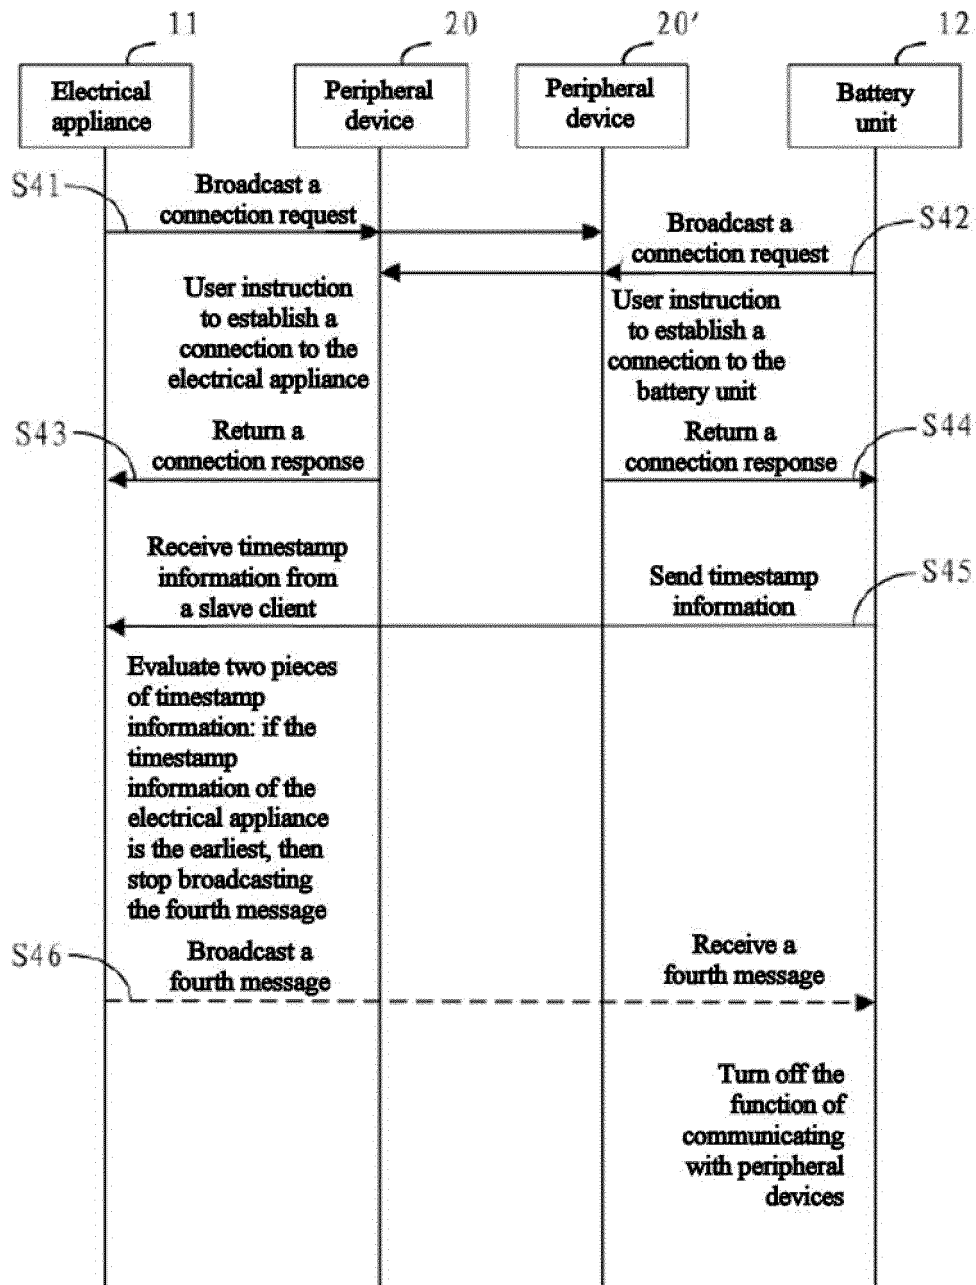 11
20
20'
12
Electrical
appliance
Peripheral
device
Peripheral
device
Battery
unit
S41
Broadcast a
connection request
Broadcast a
connection request
S42
User instruction
to establish a
connection to the
electrical appliance
User instruction
to establish a
connection to the
battery unit
S43
Return a
connection response
Return a
connection response
S44
Receive timestamp
information from
a slave client
Send timestamp
information
S45
Evaluate two pieces
of timestamp
information: if the
timestamp
information of the
electrical appliance
is the earliest, then
stop broadcasting
the fourth message
S46
Broadcast a
fourth message
Receive a
fourth message
Turn off the
function of
communicating
with peripheral
devices